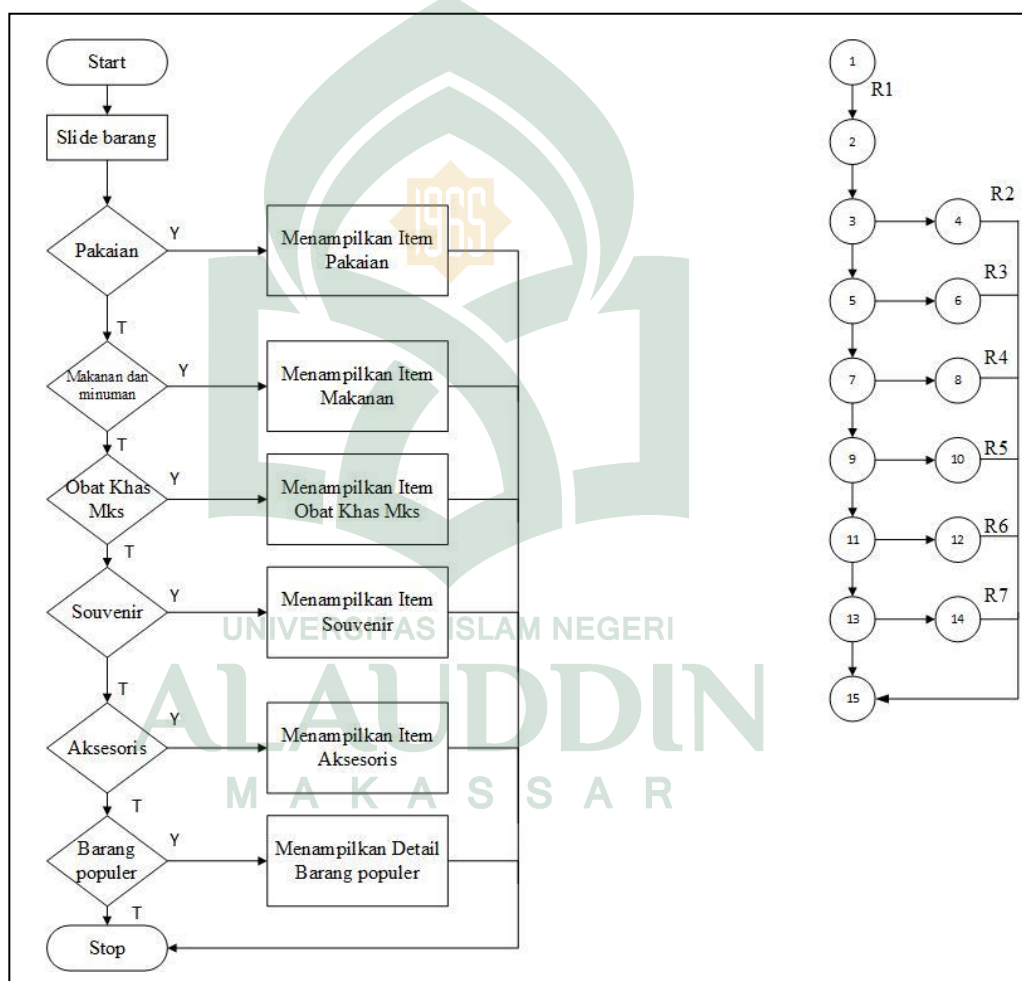 Start
Slide barang
Pakaian
Y
Menampilkan Item
Pakaian
T
Makanan dan
minuman
Y
Menampilkan Item
Makanan
T
Obat Khas
Mks
Y
Menampilkan Item
Obat Khas Mks
T
Souvenir
Y
Menampilkan Item
Souvenir
T
Aksesoris
Y
Menampilkan Item
Aksesoris
T
Barang
populer
Y
Menampilkan Detail
Barang populer
T
Stop
1
R1
2
3
4
R2
5
6
R3
7
8
R4
9
10
R5
11
12
R6
13
14
R7
15
1965
UNIVERSITAS ISLAM NEGERI
ALAUDDIN
MAKASSAR